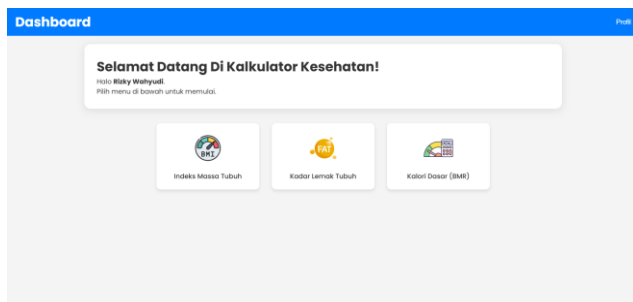 Dashboard
Profil
Selamat Datang Di Kalkulator Kesehatan!
Halo Rizky Wahyudi.
Pilih menu di bawah untuk memulai.
BMI
FAT
Indeks Massa Tubuh
Kadar Lemak Tubuh
Kalori Dasar (BMR)